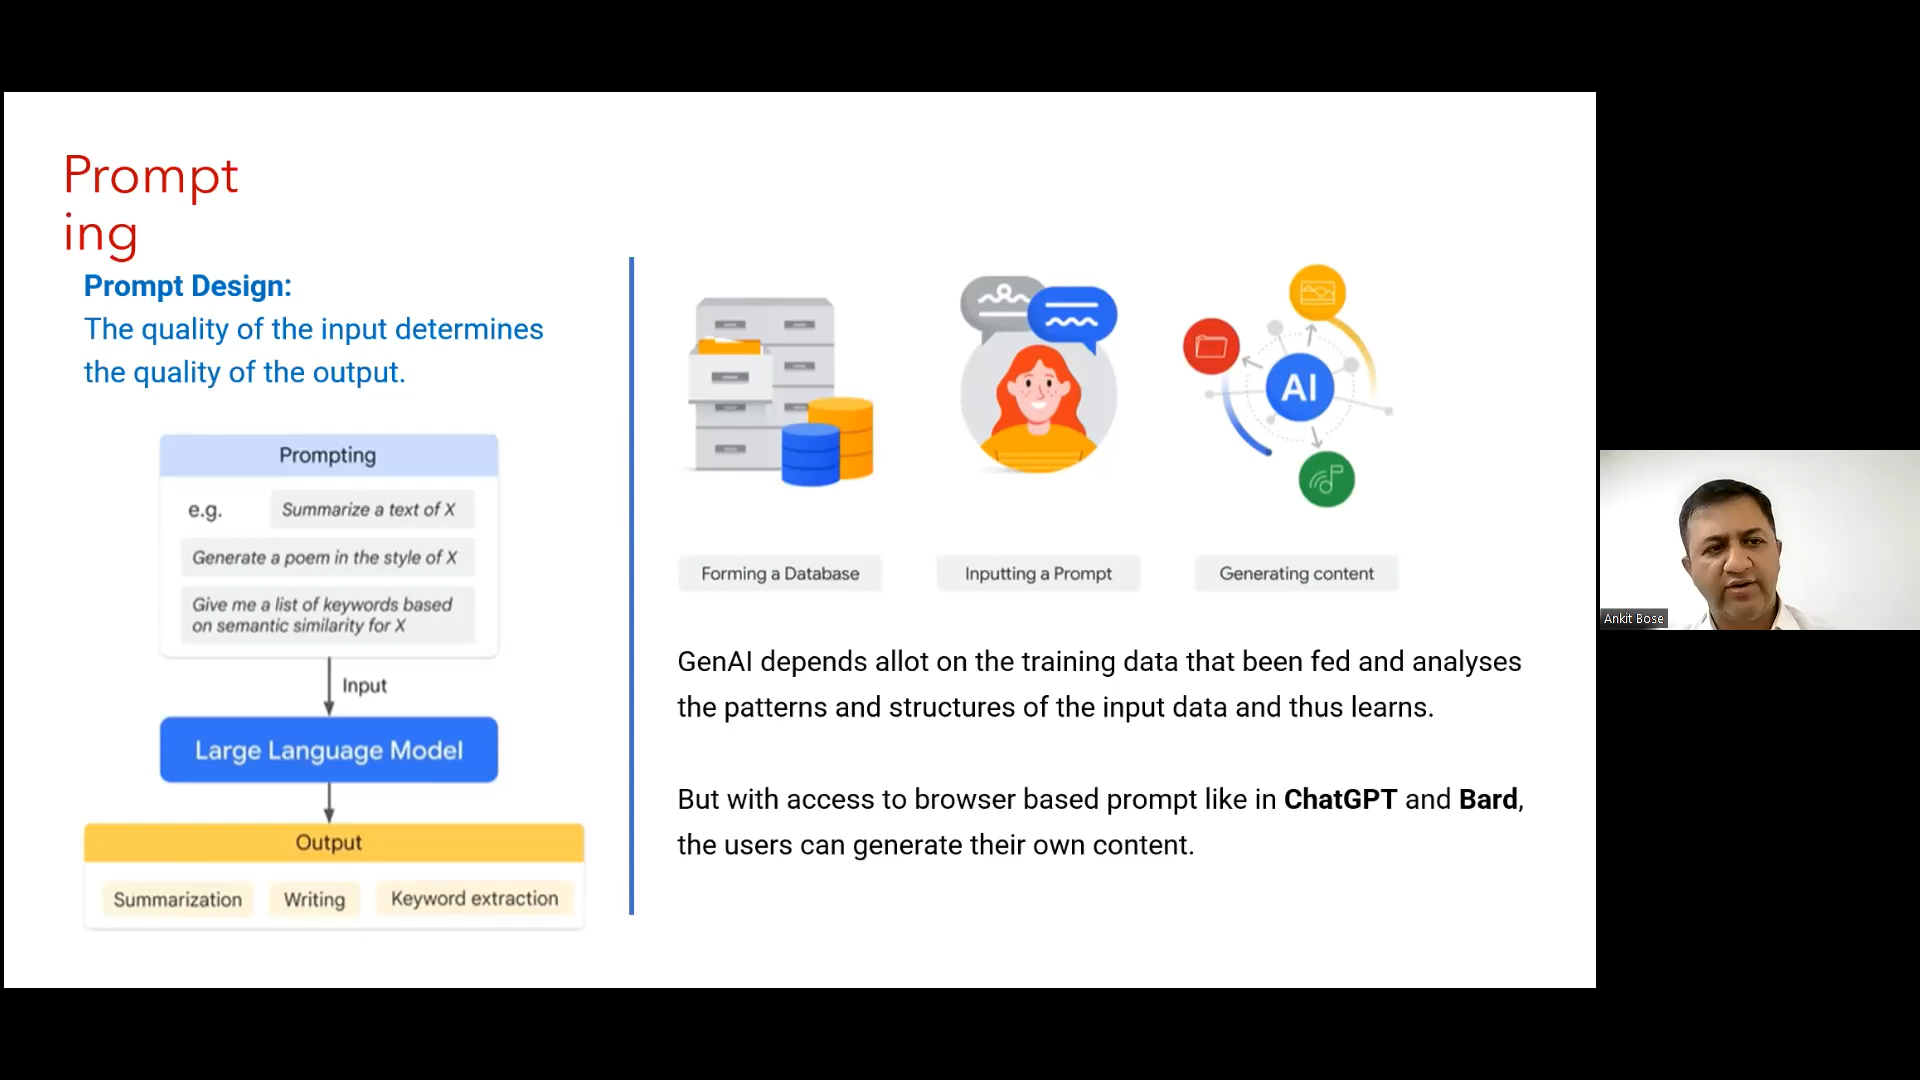 Prompt
ing
Prompt Design:
The quality of the input determines
the quality of the output.
Prompting
e.g.
Summarize a text of X
Generate a poem in the style of X
Give me a list of keywords based
on semantic similarity for X
Input
Large Language Model
Output
Summarization
Writing
Keyword extraction
AI
Forming a Database
Inputting a Prompt
Generating content
GenAI depends allot on the training data that been fed and analyses
the patterns and structures of the input data and thus learns.
But with access to browser based prompt like in ChatGPT and Bard,
the users can generate their own content.
Ankit Bose